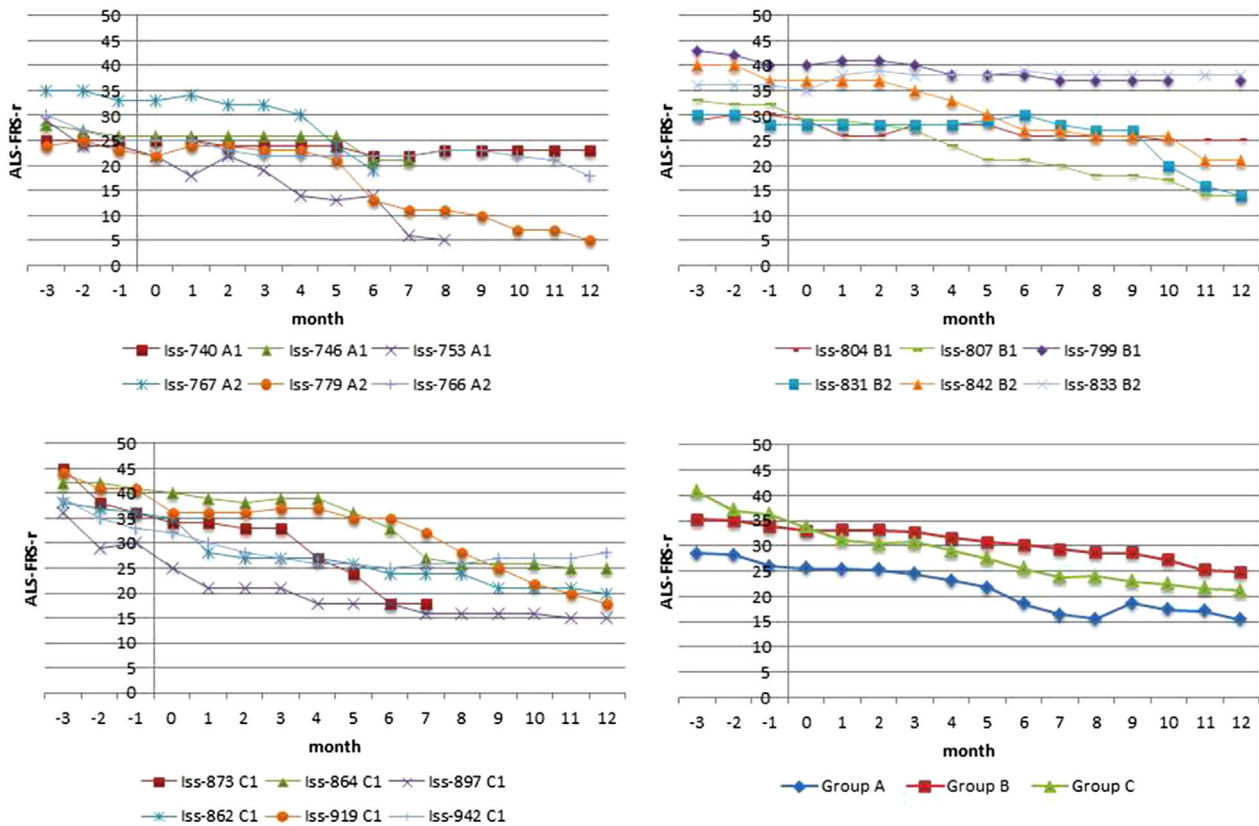 50
45
40
35
30
25
20
15
10
5
0
ALS-FRS-r
-3 -2 -1 0 1 2 3 4 5 6 7 8 9 10 11 12
month
Iss-740 A1 Iss-746 A1 Iss-753 A1
Iss-767 A2 Iss-779 A2 Iss-766 A2
50
45
40
35
30
25
20
15
10
5
0
ALS-FRS-r
-3 -2 -1 0 1 2 3 4 5 6 7 8 9 10 11 12
month
Iss-804 B1 Iss-807 B1 Iss-799 B1
Iss-831 B2 Iss-842 B2 Iss-833 B2
50
45
40
35
30
25
20
15
10
5
0
ALS-FRS-r
-3 -2 -1 0 1 2 3 4 5 6 7 8 9 10 11 12
month
Iss-873 C1 Iss-864 C1 Iss-897 C1
Iss-862 C1 Iss-919 C1 Iss-942 C1
50
45
40
35
30
25
20
15
10
5
0
ALS-FRS-r
-3 -2 -1 0 1 2 3 4 5 6 7 8 9 10 11 12
month
Group A Group B Group C